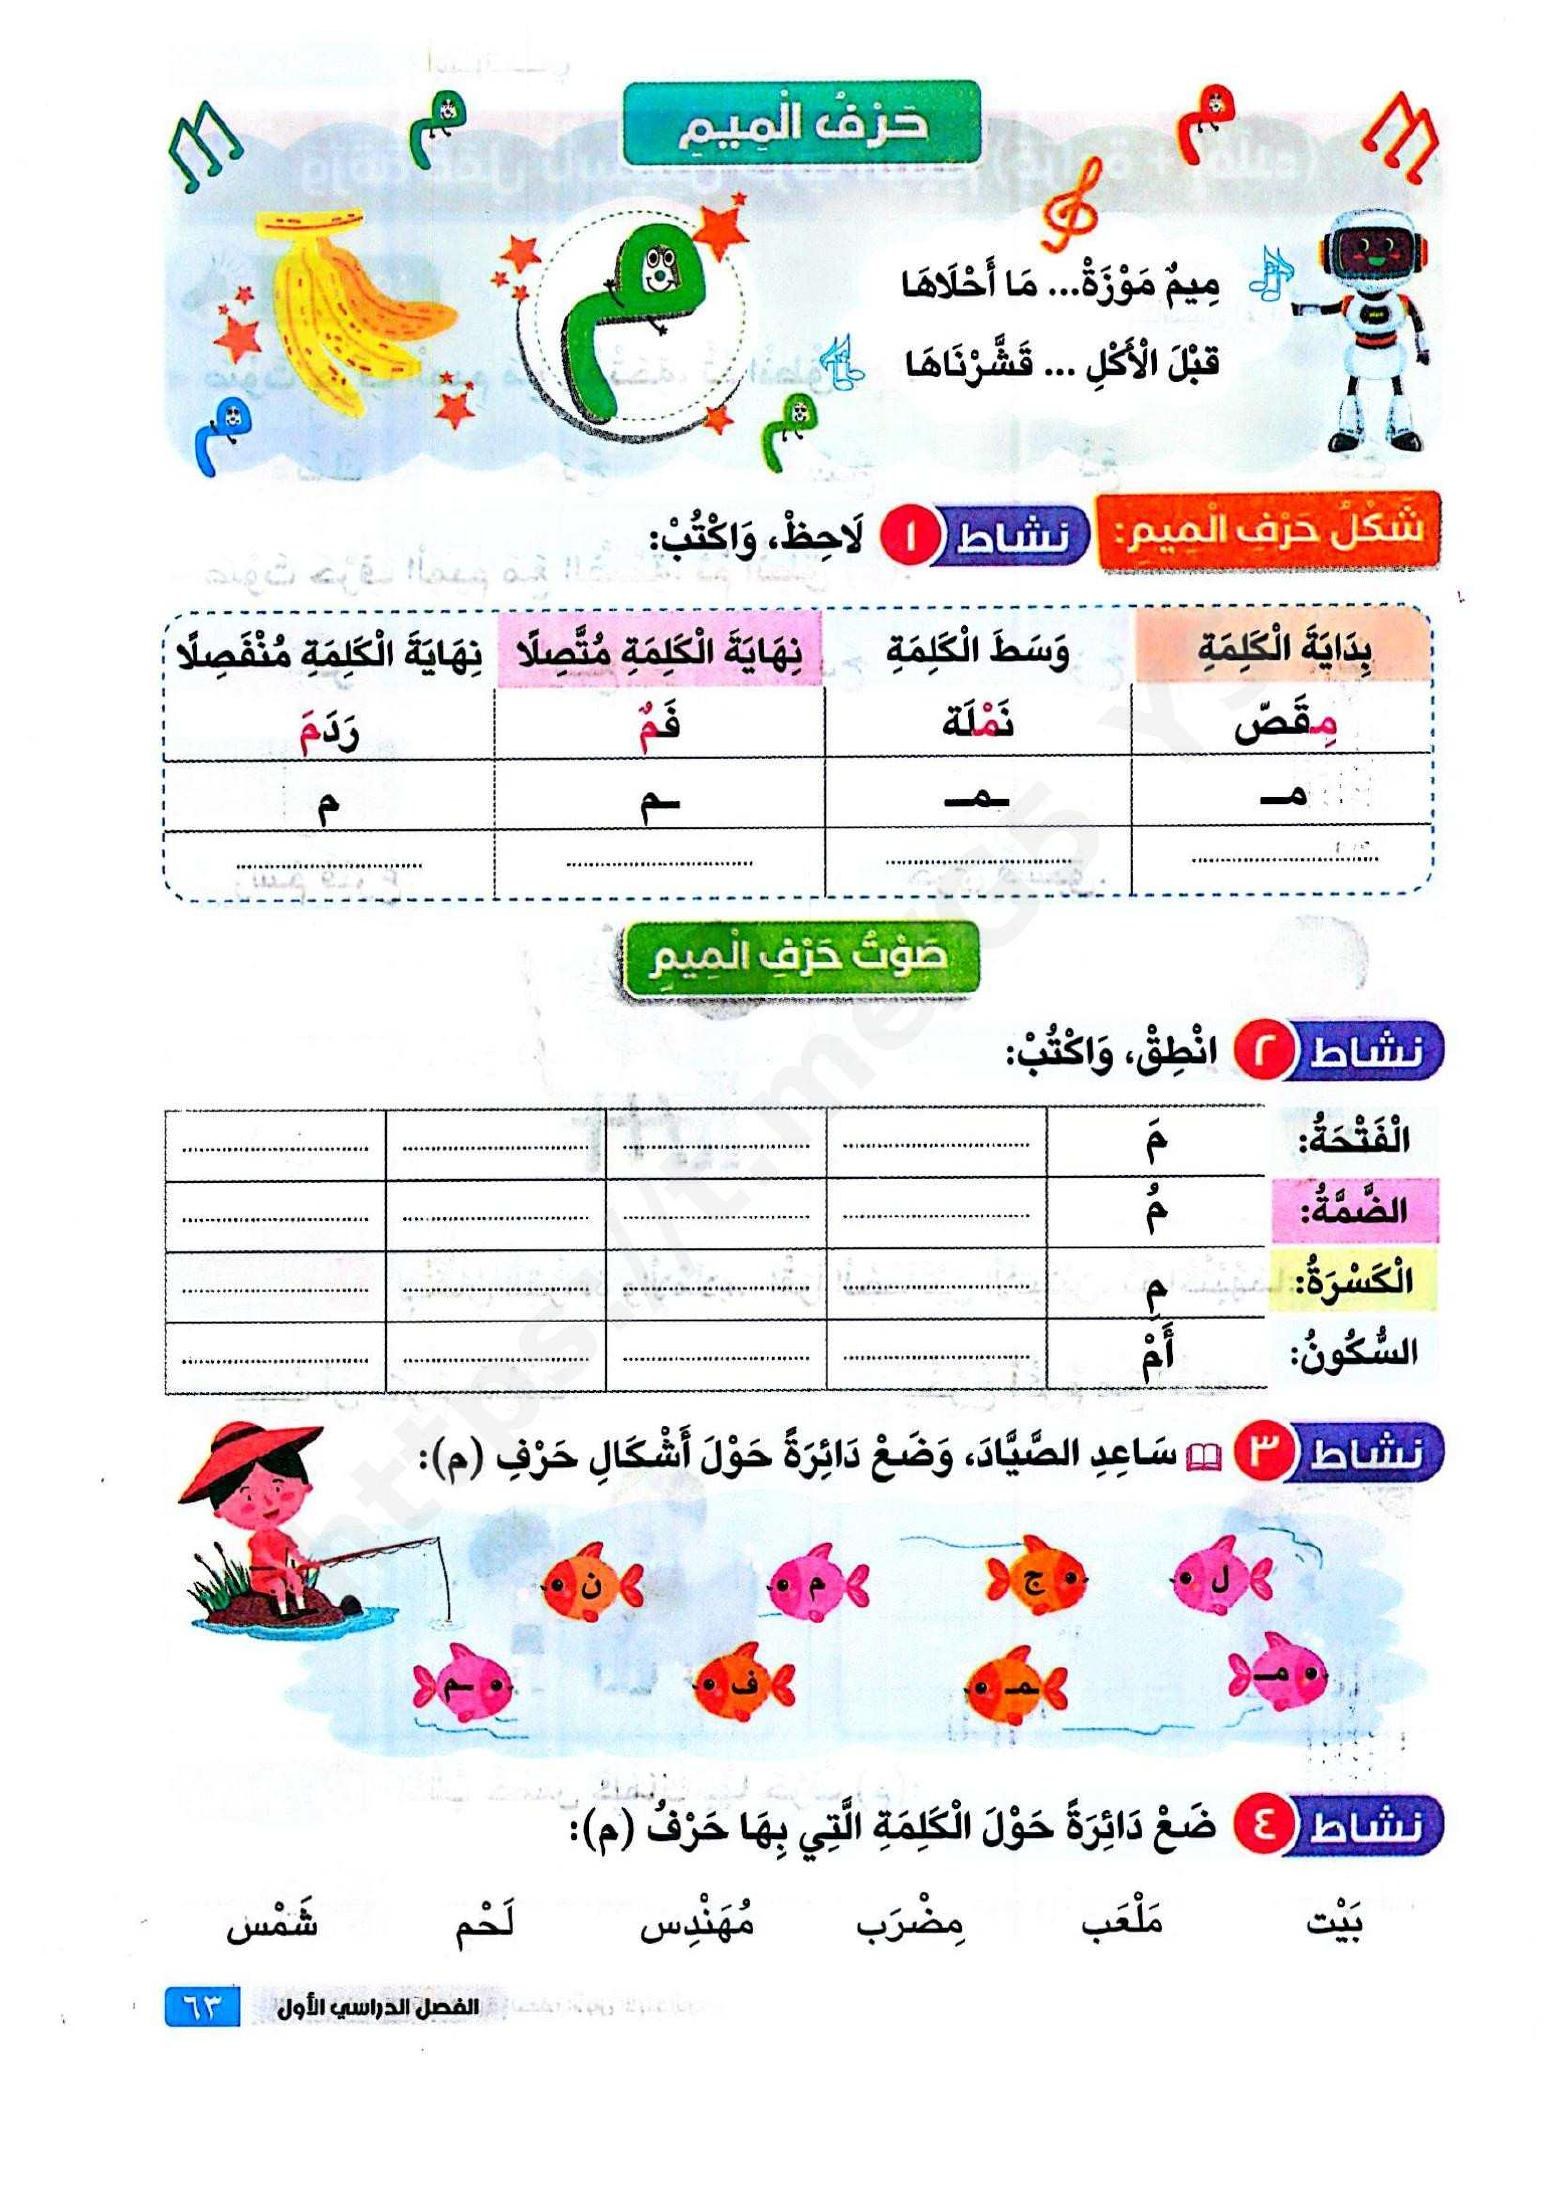 حَرْفُ الْمِيمِ
مِيمُ مَوْزَةْ... مَا أَحْلَاهَا
قَبْلَ الْأَكْلِ ... قَشَّرْنَاهَا
شَكْلُ حَرْفِ الْمِيمِ:
نشاط ١ لَاحِظْ، وَاكْتُبْ:
بِدَايَةَ الْكَلِمَةِ وَسَطَ الْكَلِمَةِ نِهَايَةَ الْكَلِمَةِ مُتَّصِلًا نِهَايَةَ الْكَلِمَةِ مُنْفَصِلًا
مِقَصّ نَمْلَة فَمٌ رَدَمَ
مـ ـمـ ـم م
صَوْتُ حَرْفِ الْمِيمِ
نشاط ٢ انْطِقْ، وَاكْتُبْ:
الْفَتْحَةُ: مَ
الضَّمَّةُ: مُ
الْكَسْرَةُ: مِ
السُّكُونُ: أَمْ
نشاط ٣ سَاعِدِ الصَّيَّادَ، وَضَعْ دَائِرَةً حَوْلَ أَشْكَالِ حَرْفِ (م):
ل ج م ن
مـ ـمـ ف ـم
نشاط ٤ ضَعْ دَائِرَةً حَوْلَ الْكَلِمَةِ الَّتِي بِهَا حَرْفُ (م):
بَيْت مَلْعَب مِضْرَب مُهَنْدِس لَحْم شَمْس
الفصل الدراسي الأول ٦٣